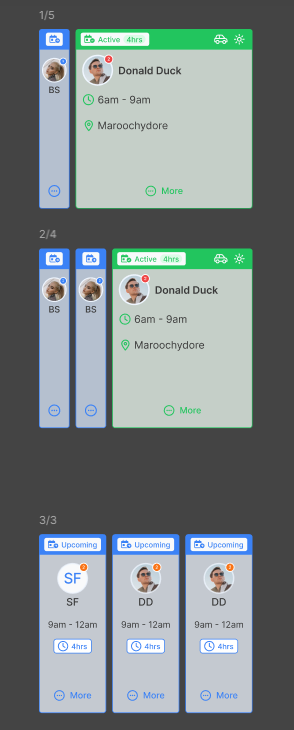 1/5
Active 4hrs
2
Donald Duck
BS
6am - 9am
Maroochydore
More
2/4
Active 4hrs
2
Donald Duck
BS BS
6am - 9am
Maroochydore
More
3/3
Upcoming Upcoming Upcoming
SF
SF DD DD
9am - 12am 9am - 12am 9am - 12am
4hrs 4hrs 4hrs
More More More